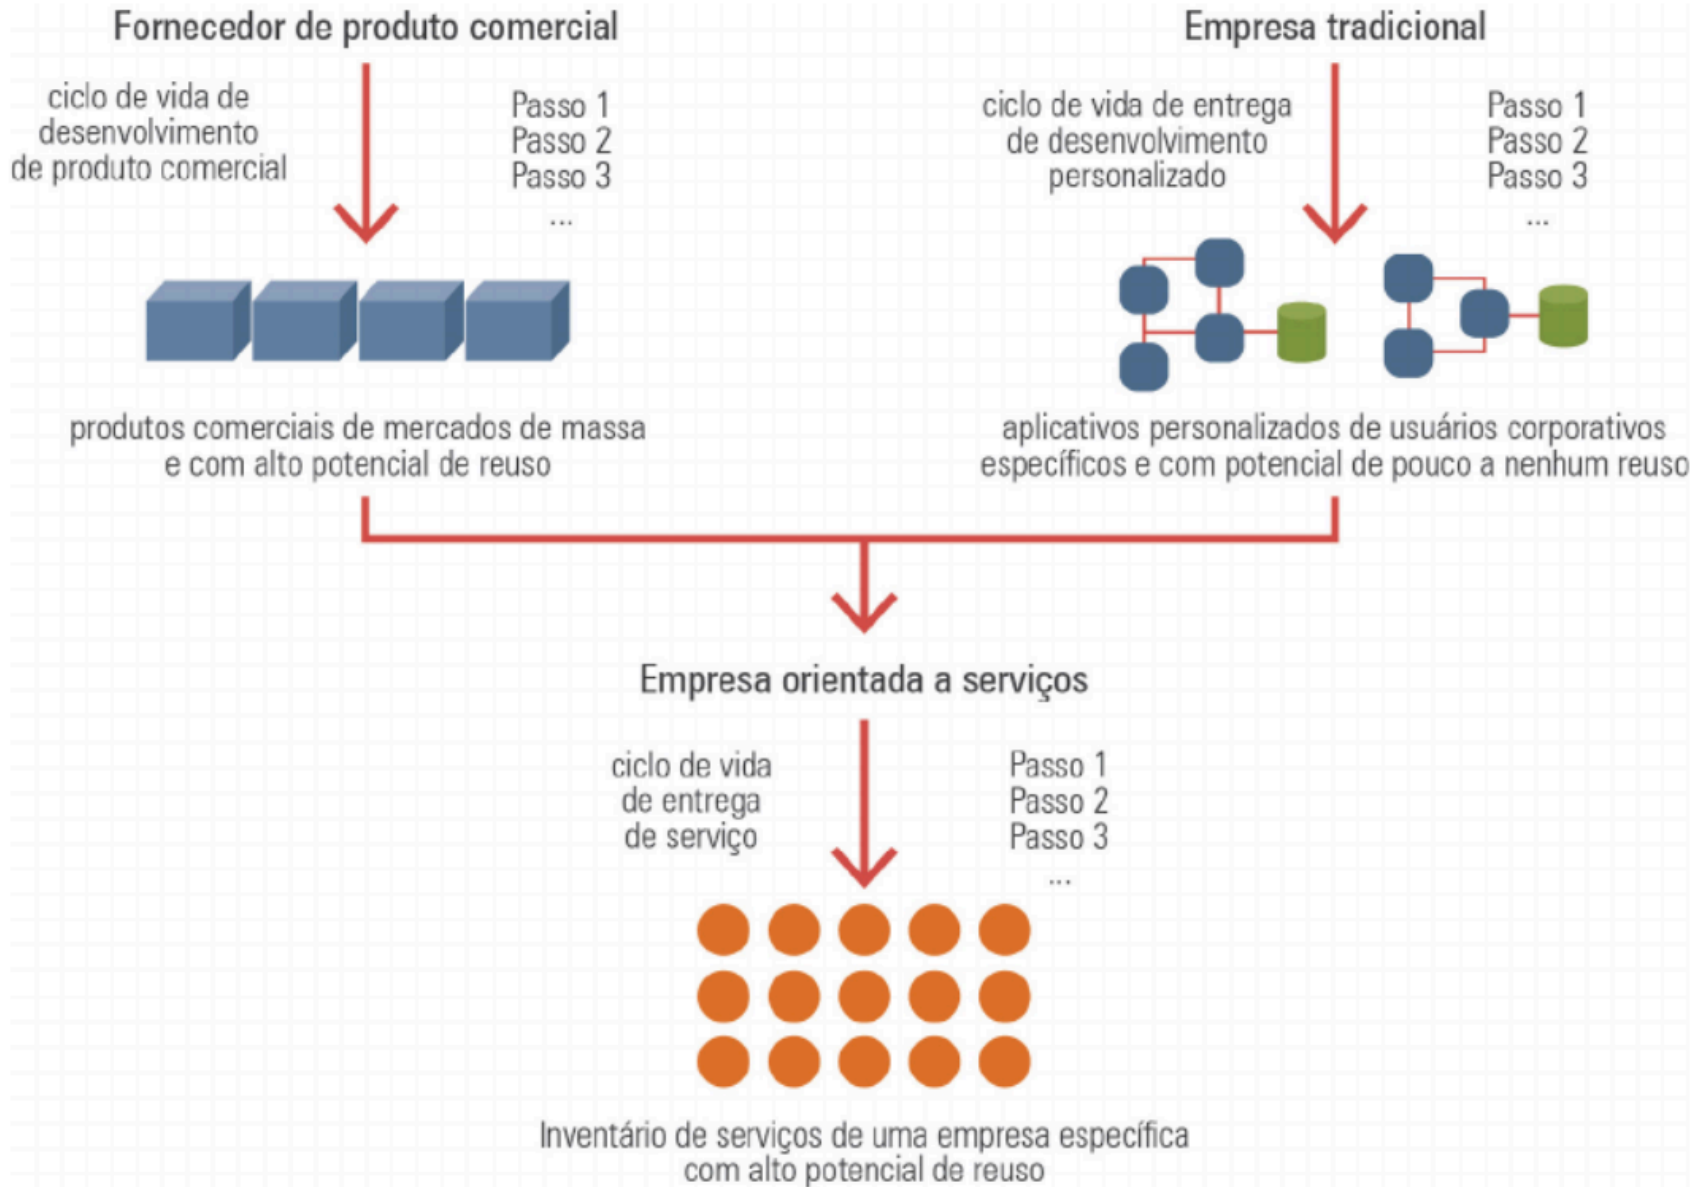 Fornecedor de produto comercial
ciclo de vida de
desenvolvimento
de produto comercial
Passo 1
Passo 2
Passo 3
...
produtos comerciais de mercados de massa
e com alto potencial de reuso
Empresa tradicional
ciclo de vida de entrega
de desenvolvimento
personalizado
Passo 1
Passo 2
Passo 3
...
aplicativos personalizados de usuários corporativos
específicos e com potencial de pouco a nenhum reuso
Empresa orientada a serviços
ciclo de vida
de entrega
de serviço
Passo 1
Passo 2
Passo 3
...
Inventário de serviços de uma empresa específica
com alto potencial de reuso